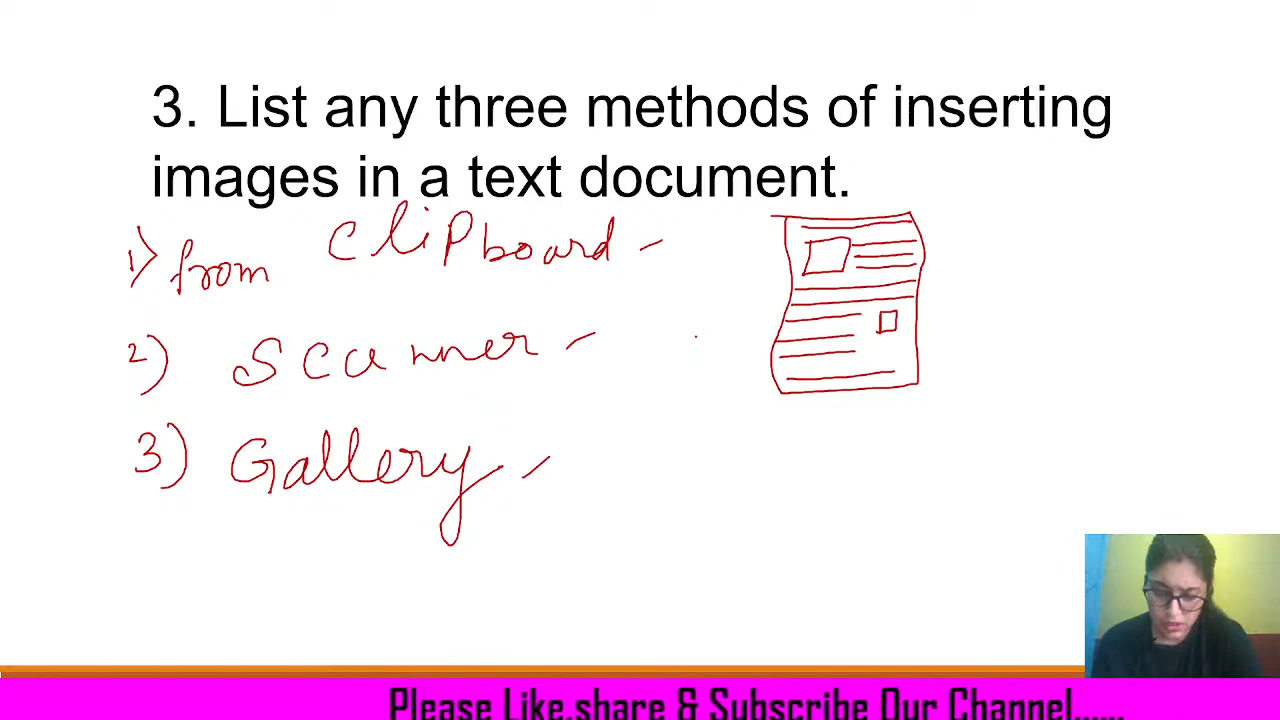 3. List any three methods of inserting
images in a text document.
1) from Clipboard -
2) Scanner -
3) Gallery -
Please Like,share & Subscribe Our Channel......